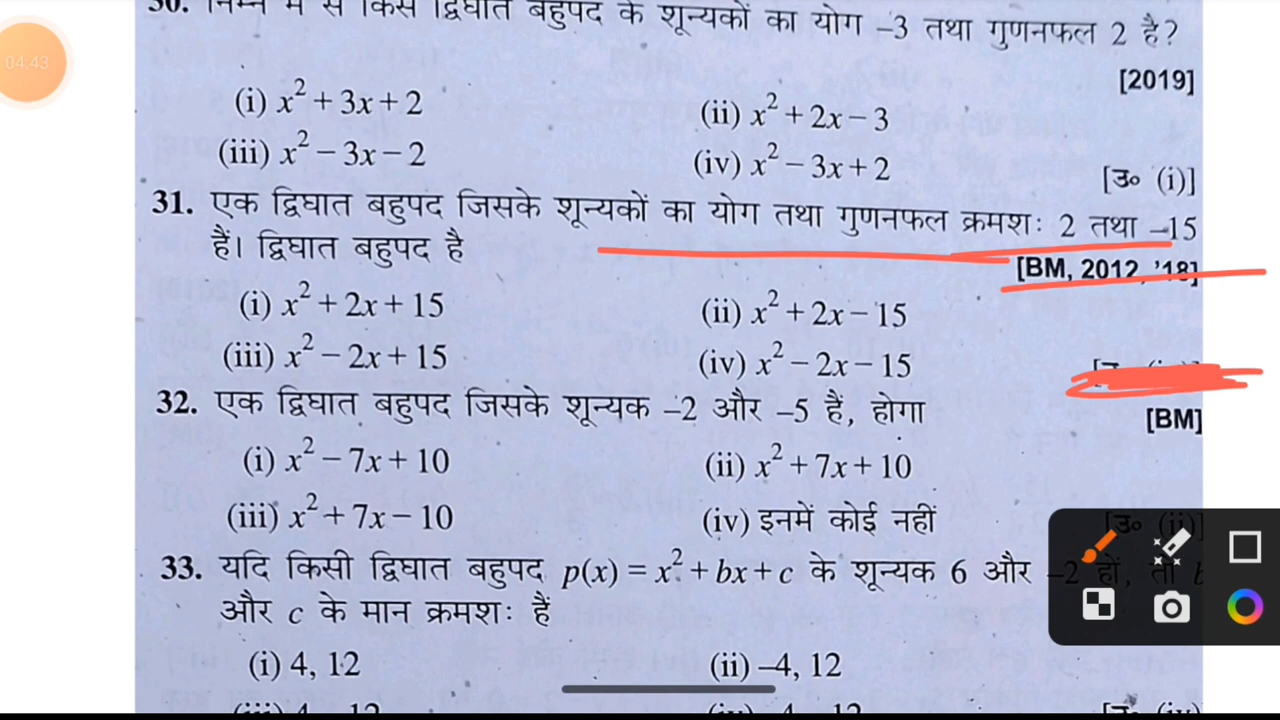 04:43
30. निम्न में से किस द्विघात बहुपद के शून्यकों का योग –3 तथा गुणनफल 2 है?
[2019]
(i) x² + 3x + 2 (ii) x² + 2x – 3
(iii) x² – 3x – 2 (iv) x² – 3x + 2
[उ० (i)]
31. एक द्विघात बहुपद जिसके शून्यकों का योग तथा गुणनफल क्रमशः 2 तथा –15
हैं। द्विघात बहुपद है
[BM, 2012, '18]
(i) x² + 2x + 15 (ii) x² + 2x – 15
(iii) x² – 2x + 15 (iv) x² – 2x – 15
32. एक द्विघात बहुपद जिसके शून्यक –2 और –5 हैं, होगा
[BM]
(i) x² – 7x + 10 (ii) x² + 7x + 10
(iii) x² + 7x – 10 (iv) इनमें कोई नहीं
[उ० (ii)]
33. यदि किसी द्विघात बहुपद p(x) = x² + bx + c के शून्यक 6 और –2 हों, तो b
और c के मान क्रमशः हैं
(i) 4, 12 (ii) –4, 12